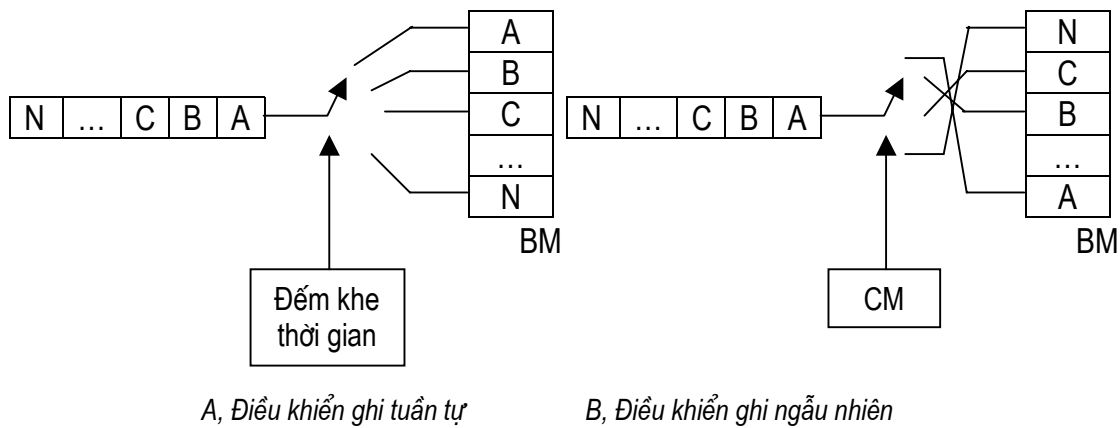 N … C B A
A
B
C
…
N
BM
Đếm khe
thời gian
A, Điều khiển ghi tuần tự
N … C B A
N
C
B
…
A
BM
CM
B, Điều khiển ghi ngẫu nhiên